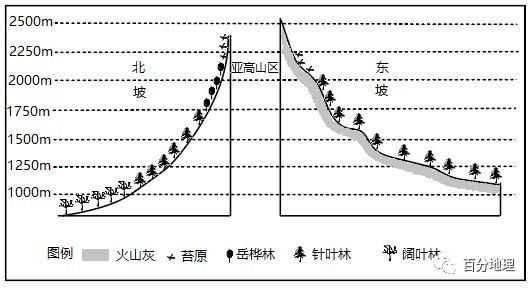 2500m
2250m
2000m
1750m
1500m
1250m
1000m
北坡
亚高山区
东坡
图例 火山灰 苔原 岳桦林 针叶林 阔叶林
百分地理